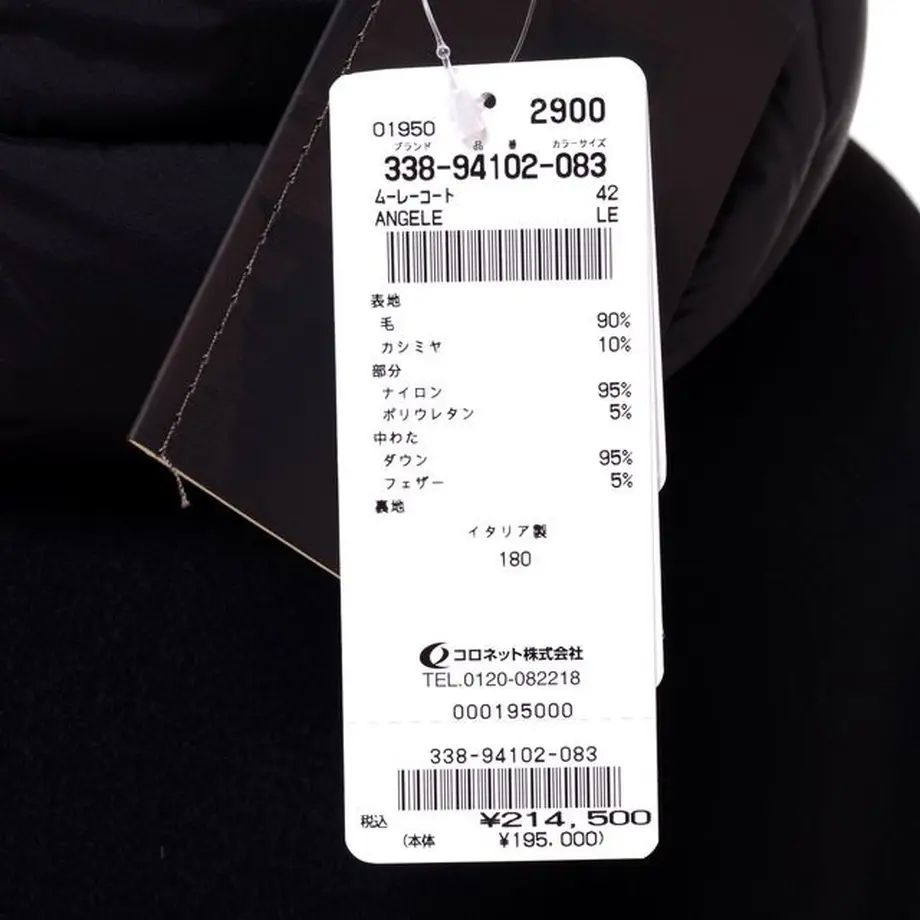 2900
01950
ブランド 品 番 カラーサイズ
338-94102-083
ムーレーコート 42
ANGELE LE
表地
毛 90%
カシミヤ 10%
部分
ナイロン 95%
ポリウレタン 5%
中わた
ダウン 95%
フェザー 5%
裏地
イタリア製
180
コロネット株式会社
TEL.0120-082218
000195000
338-94102-083
税込 ¥214,500
(本体 ¥195.000)